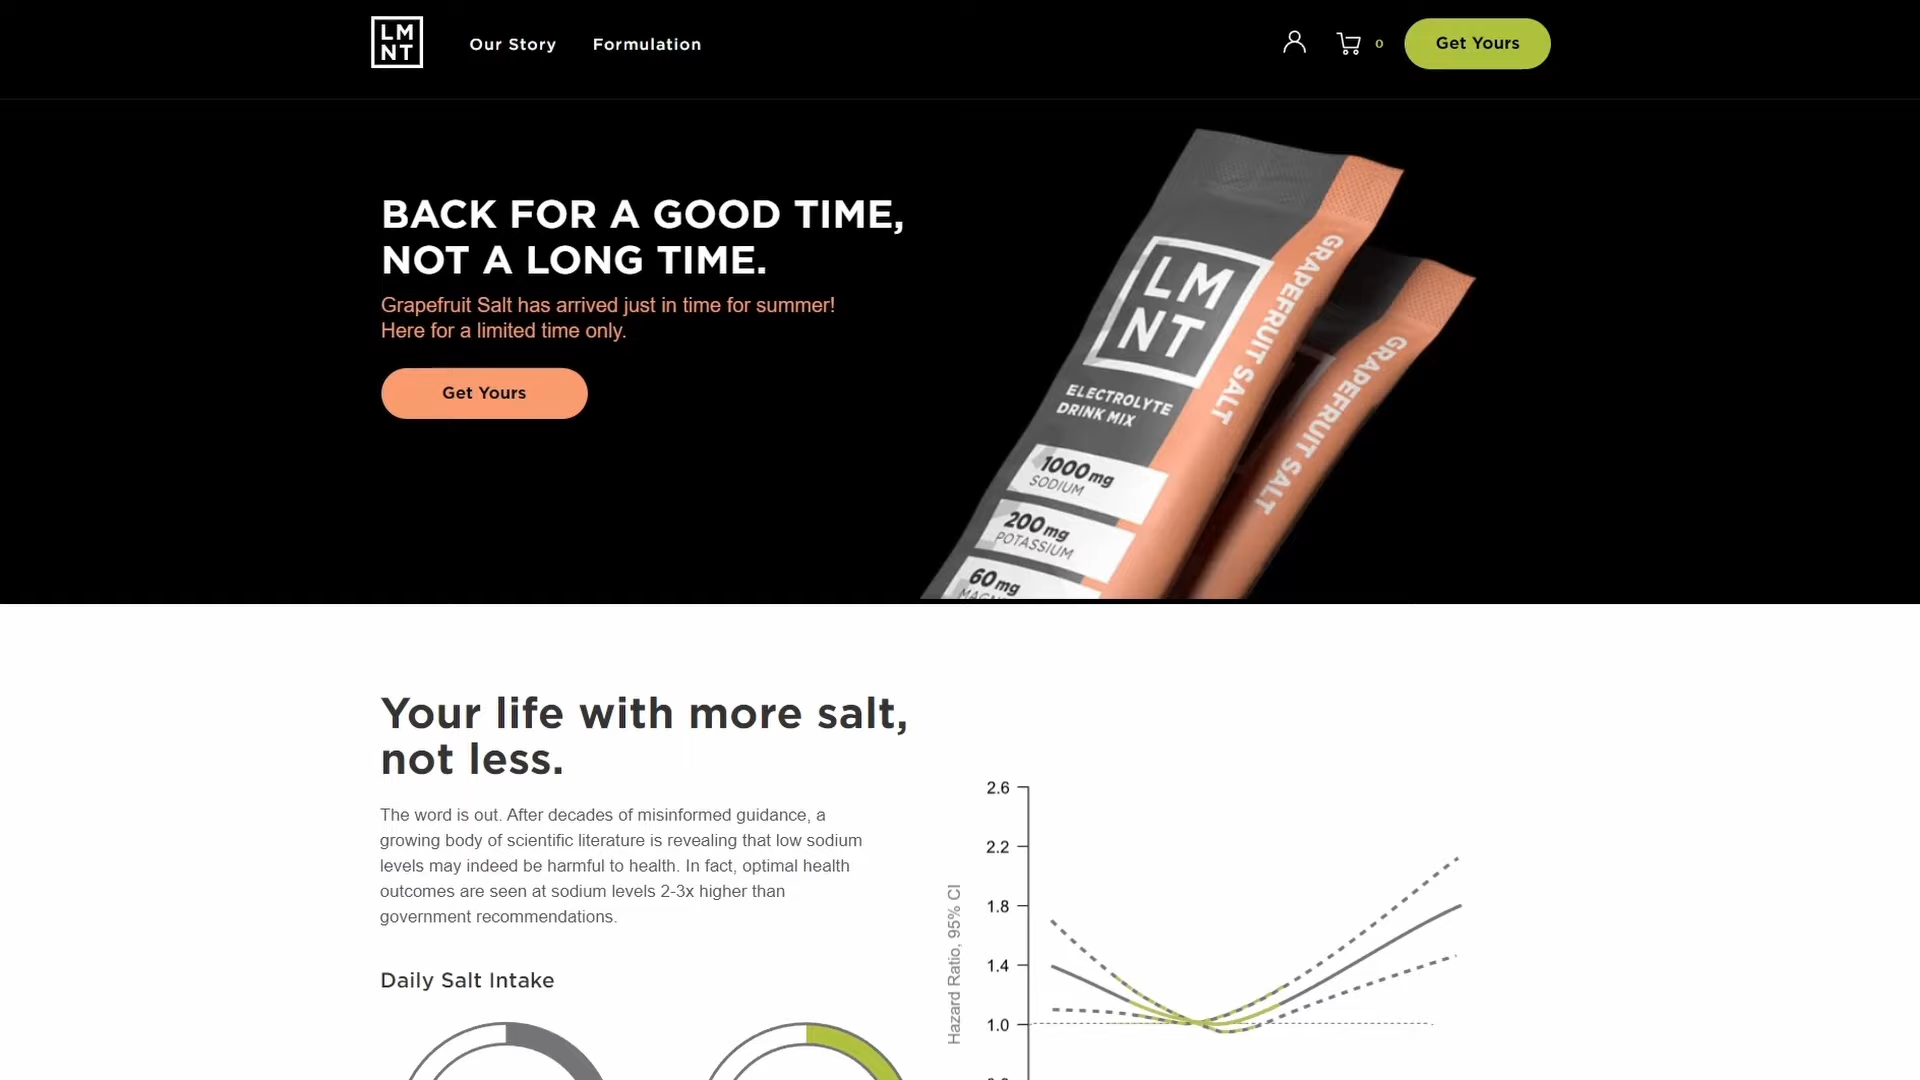 LM
NT
Our Story
Formulation
0
Get Yours
BACK FOR A GOOD TIME,
NOT A LONG TIME.
Grapefruit Salt has arrived just in time for summer!
Here for a limited time only.
Get Yours
LM
NT
ELECTROLYTE
DRINK MIX
1000mg
SODIUM
200mg
POTASSIUM
60mg
GRAPEFRUIT SALT
GRAPEFRUIT SALT
Your life with more salt,
not less.
The word is out. After decades of misinformed guidance, a
growing body of scientific literature is revealing that low sodium
levels may indeed be harmful to health. In fact, optimal health
outcomes are seen at sodium levels 2-3x higher than
government recommendations.
Daily Salt Intake
Hazard Ratio, 95% CI
2.6
2.2
1.8
1.4
1.0